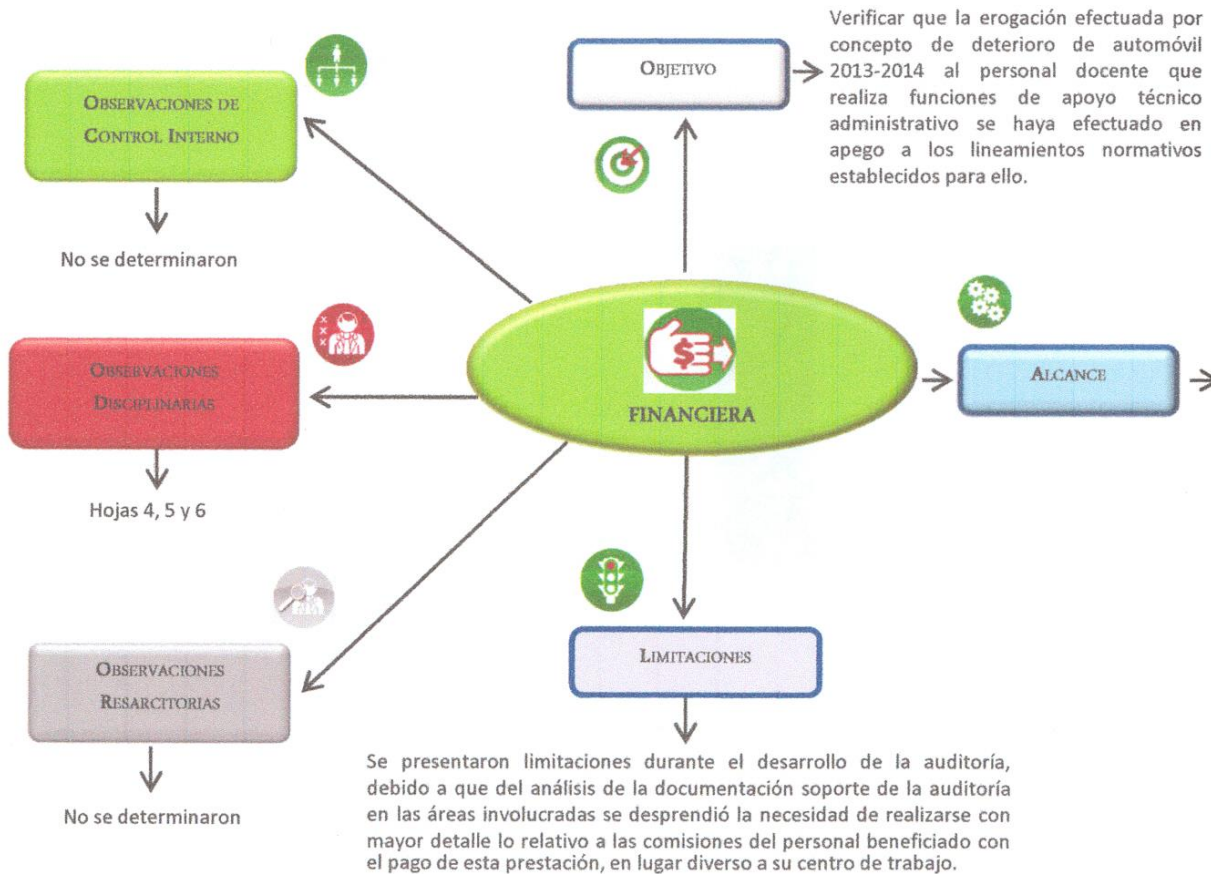 OBSERVACIONES DE
CONTROL INTERNO
No se determinaron
OBJETIVO
Verificar que la erogación efectuada por
concepto de deterioro de automóvil
2013-2014 al personal docente que
realiza funciones de apoyo técnico
administrativo se haya efectuado en
apego a los lineamientos normativos
establecidos para ello.
OBSERVACIONES
DISCIPLINARIAS
Hojas 4, 5 y 6
$
FINANCIERA
ALCANCE
OBSERVACIONES
RESARCITORIAS
No se determinaron
LIMITACIONES
Se presentaron limitaciones durante el desarrollo de la auditoría,
debido a que del análisis de la documentación soporte de la auditoría
en las áreas involucradas se desprendió la necesidad de realizarse con
mayor detalle lo relativo a las comisiones del personal beneficiado con
el pago de esta prestación, en lugar diverso a su centro de trabajo.